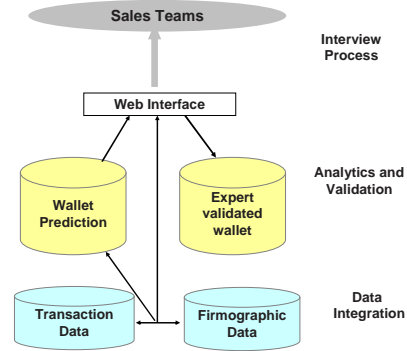 Sales Teams
Interview
Process
Web Interface
Analytics and
Validation
Wallet
Prediction
Expert
validated
wallet
Data
Integration
Transaction
Data
Firmographic
Data